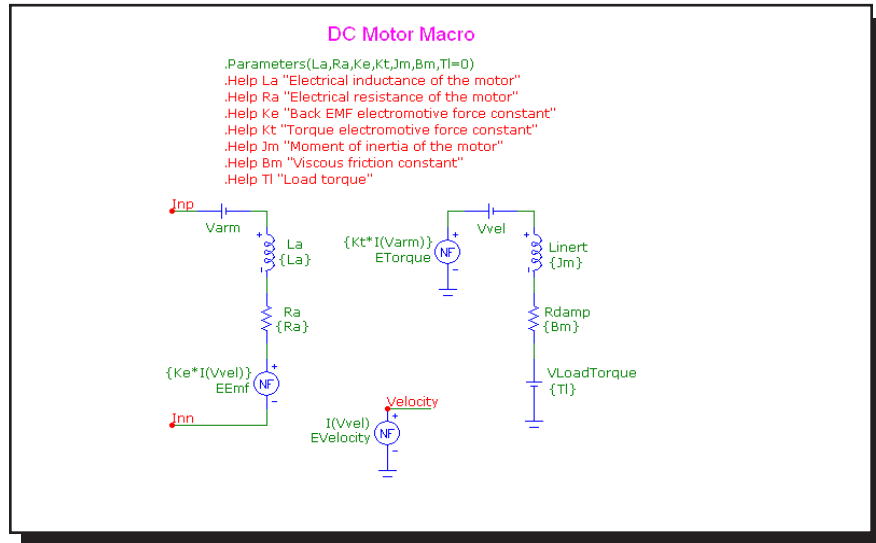 DC Motor Macro
.Parameters(La,Ra,Ke,Kt,Jm,Bm,Tl=0)
.Help La "Electrical inductance of the motor"
.Help Ra "Electrical resistance of the motor"
.Help Ke "Back EMF electromotive force constant"
.Help Kt "Torque electromotive force constant"
.Help Jm "Moment of inertia of the motor"
.Help Bm "Viscous friction constant"
.Help Tl "Load torque"
Inp
Varm
La
{La}
Ra
{Ra}
{Ke*I(Vvel)}
EEmf
NF
Inn
{Kt*I(Varm)}
ETorque
NF
Vvel
Linert
{Jm}
Rdamp
{Bm}
VLoadTorque
{Tl}
Velocity
I(Vvel)
EVelocity
NF